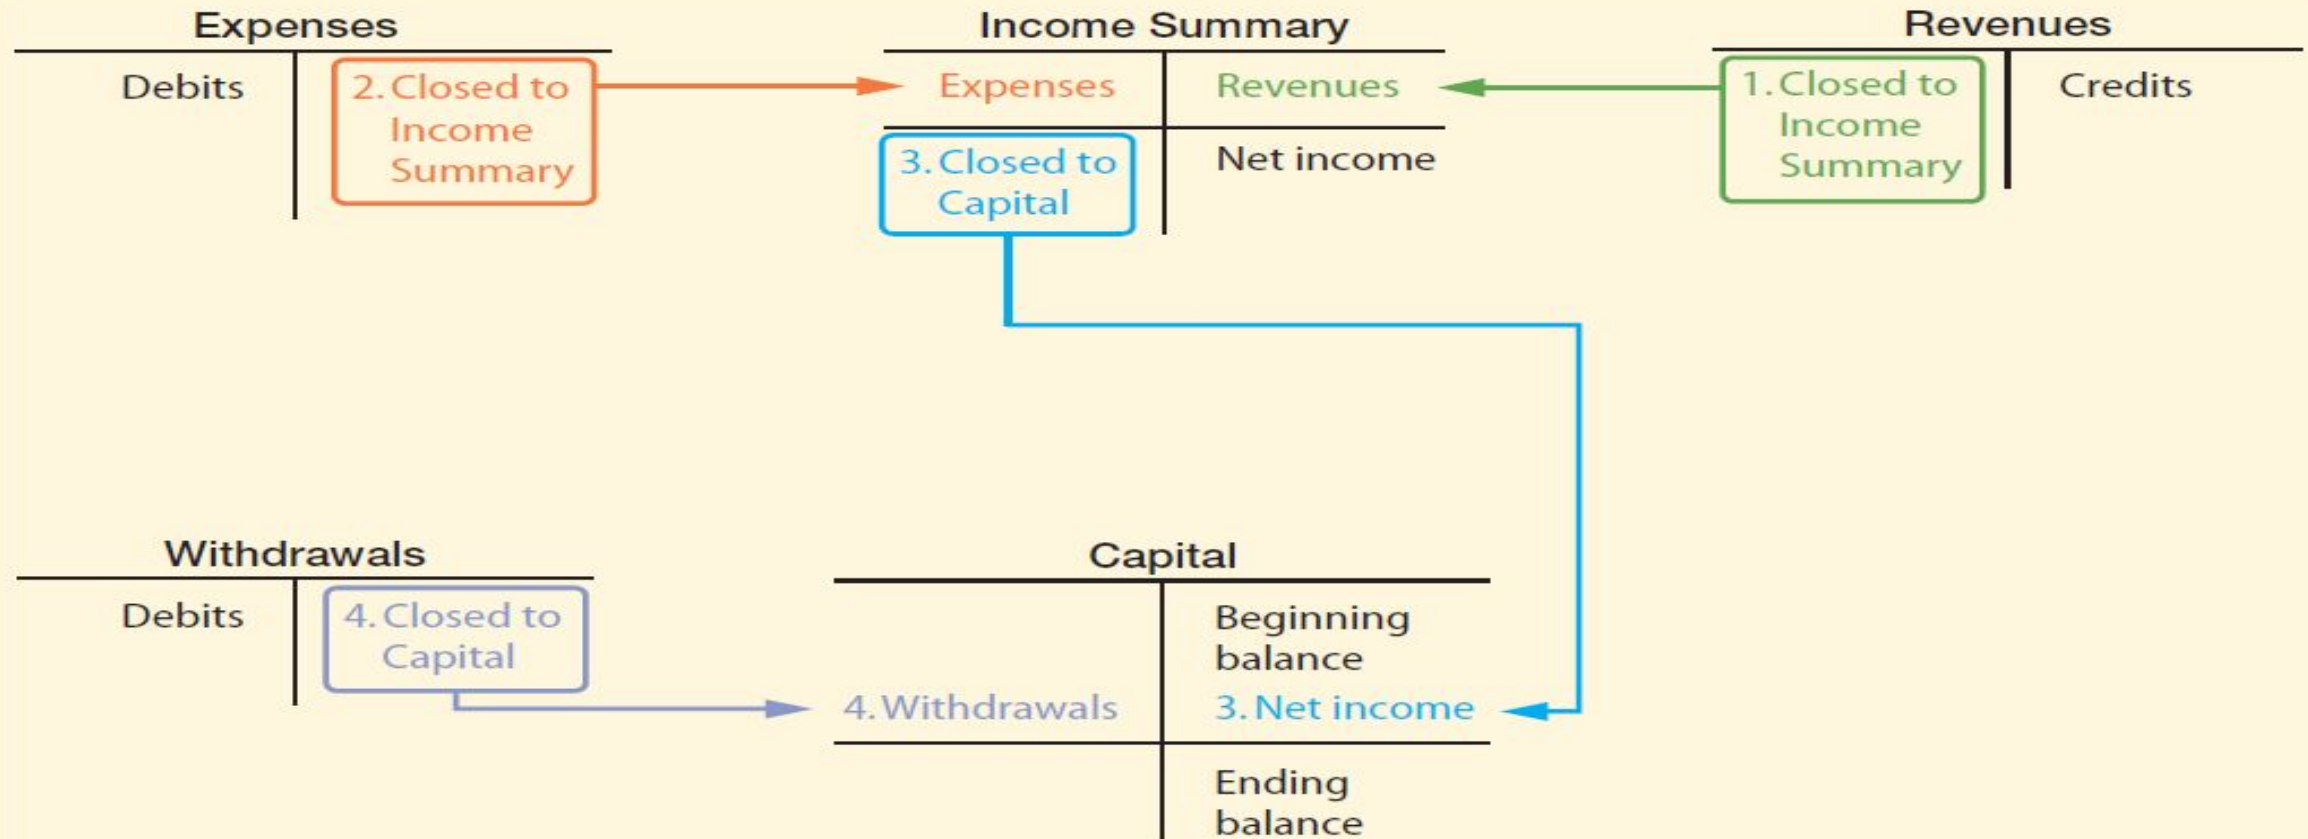 Expenses
Debits
2. Closed to
Income
Summary
Income Summary
Expenses
Revenues
3. Closed to
Capital
Net income
Revenues
1. Closed to
Income
Summary
Credits
Withdrawals
Debits
4. Closed to
Capital
Capital
Beginning
balance
4. Withdrawals
3. Net income
Ending
balance